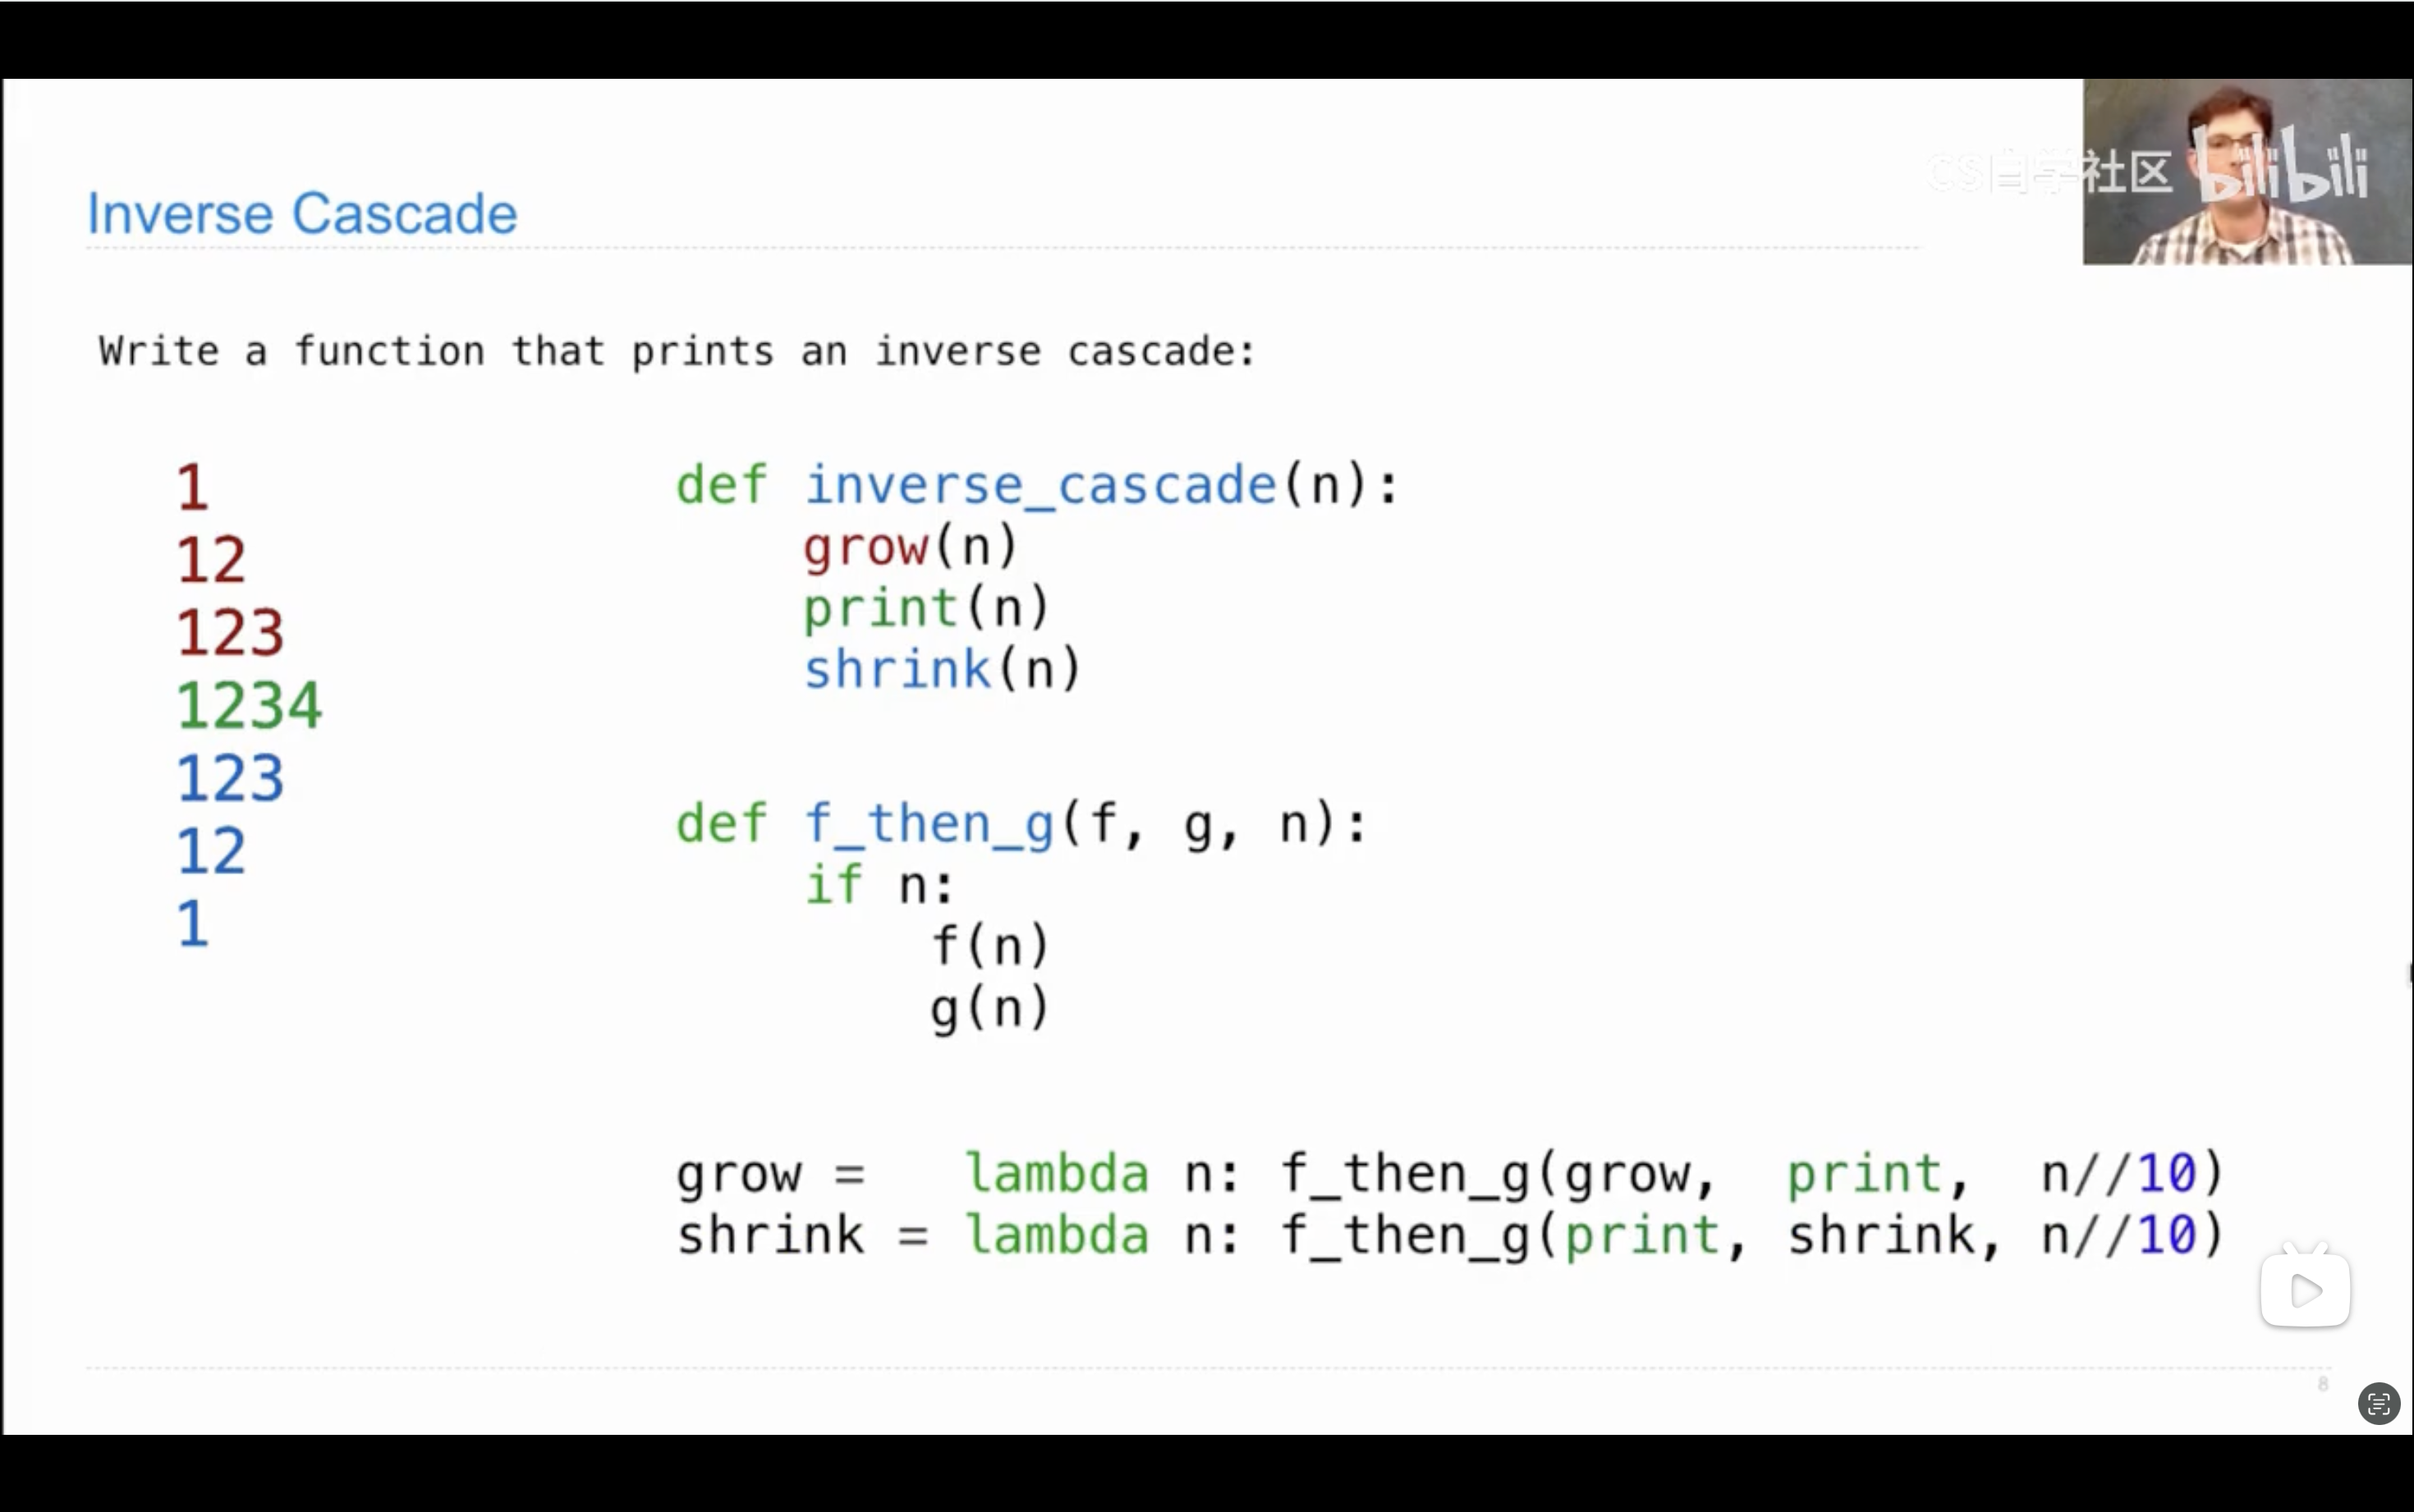 CS自学社区 bilibili
Inverse Cascade
Write a function that prints an inverse cascade:
1
12
123
1234
123
12
1
def inverse_cascade(n):
    grow(n)
    print(n)
    shrink(n)
def f_then_g(f, g, n):
    if n:
        f(n)
        g(n)
grow =   lambda n: f_then_g(grow,  print,  n//10)
shrink = lambda n: f_then_g(print, shrink, n//10)
8